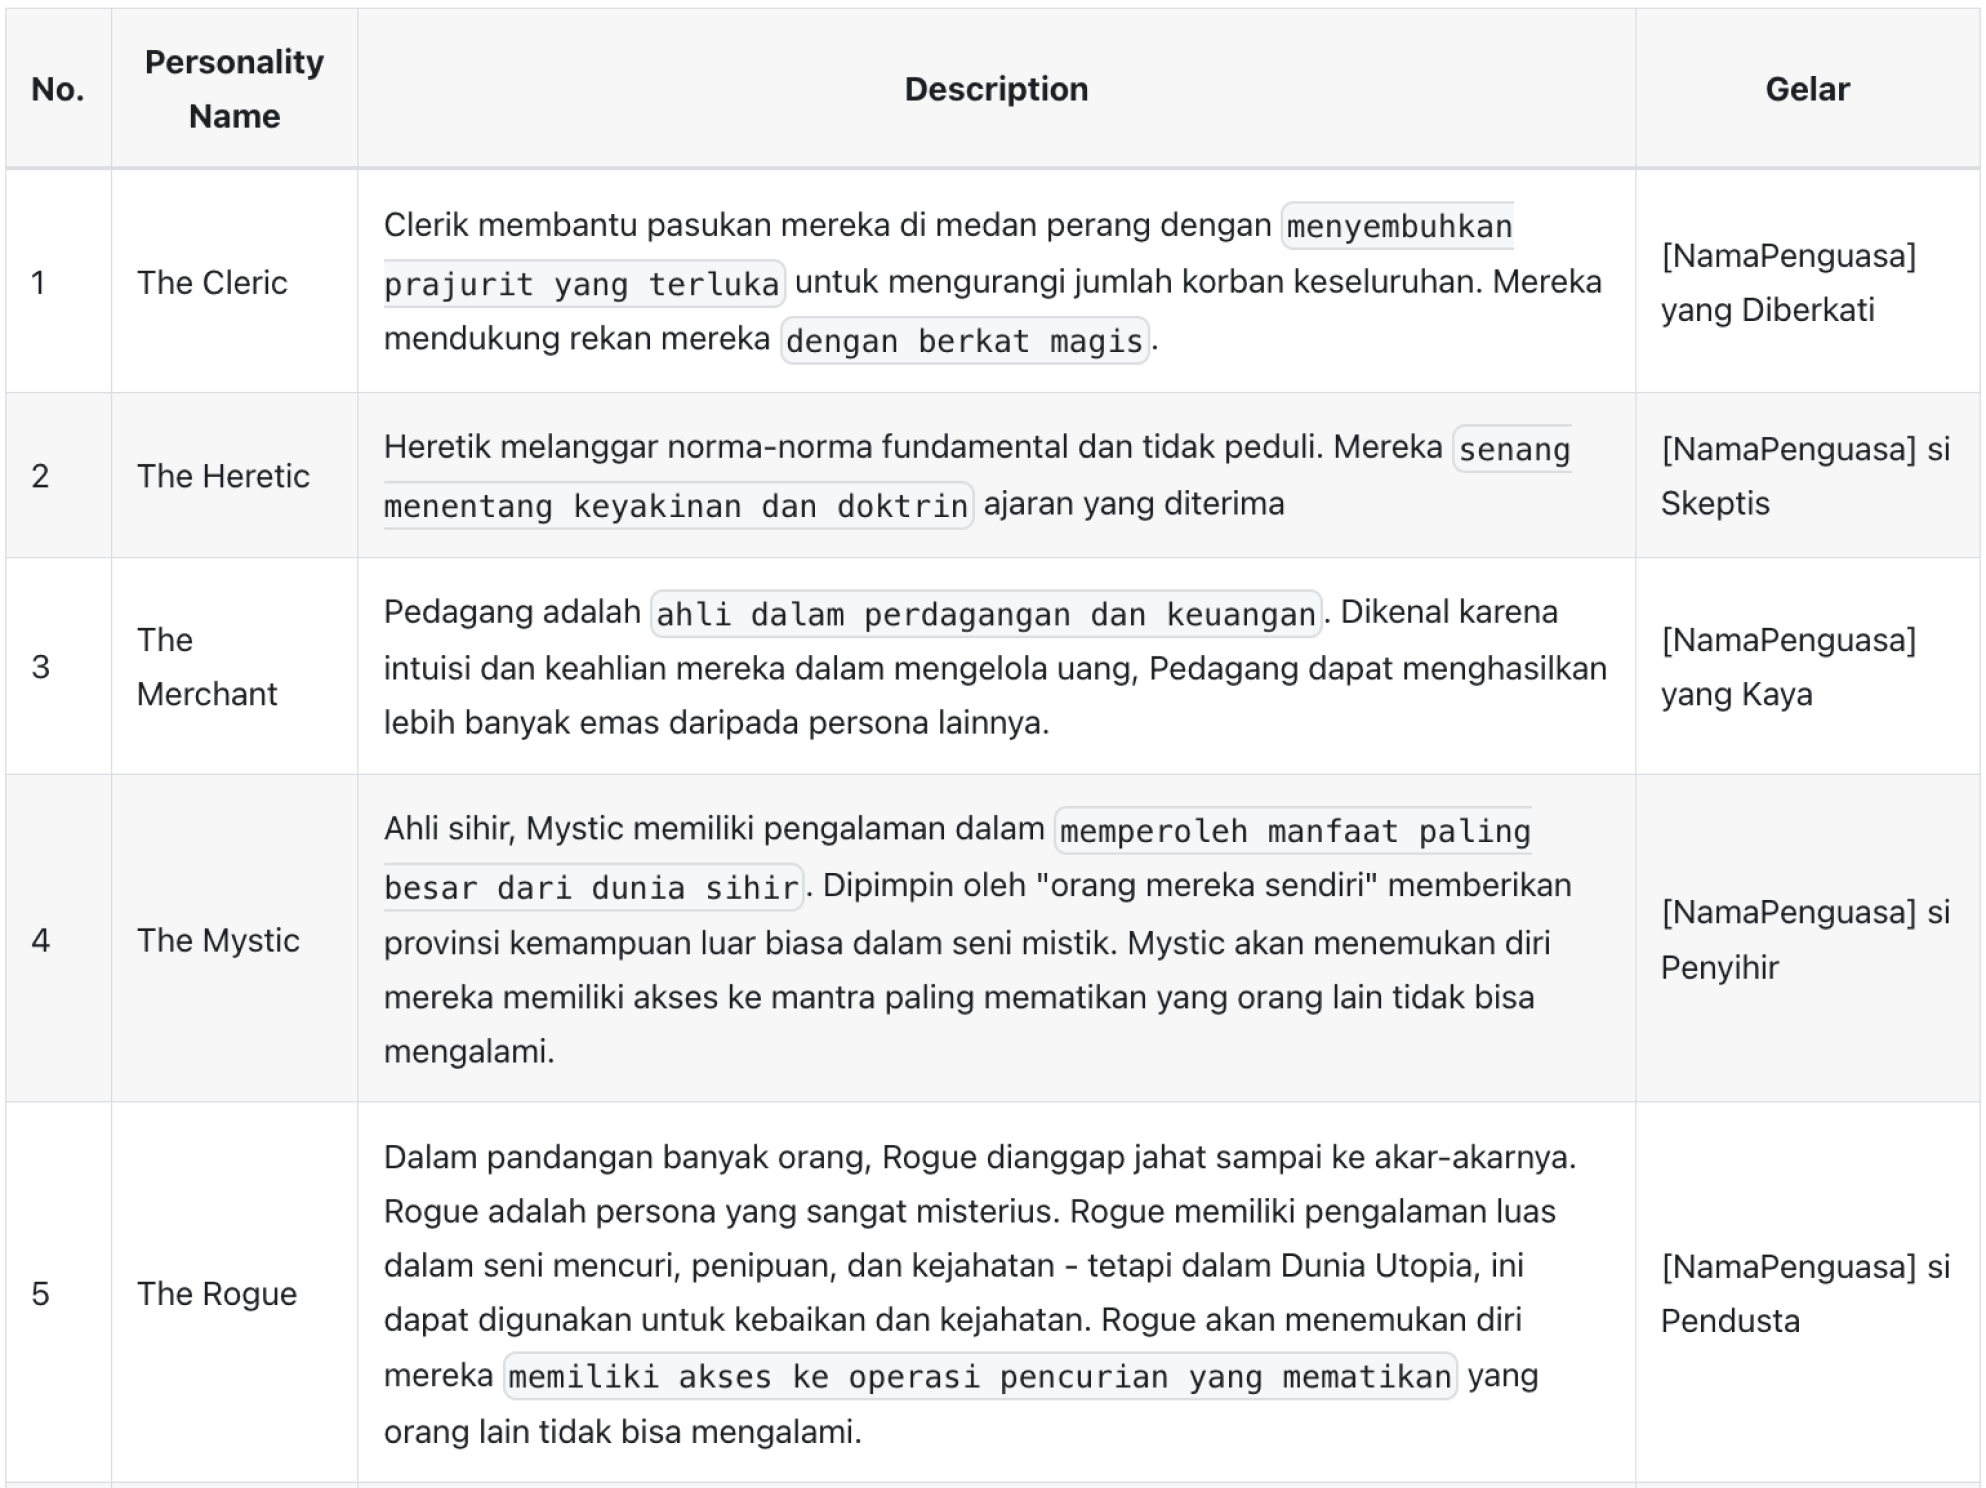 No.
Personality
Name
Description
Gelar
1
The Cleric
Clerik membantu pasukan mereka di medan perang dengan menyembuhkan
prajurit yang terluka untuk mengurangi jumlah korban keseluruhan. Mereka
mendukung rekan mereka dengan berkat magis.
[NamaPenguasa]
yang Diberkati
2
The Heretic
Heretik melanggar norma-norma fundamental dan tidak peduli. Mereka senang
menentang keyakinan dan doktrin ajaran yang diterima
[NamaPenguasa] si
Skeptis
3
The
Merchant
Pedagang adalah ahli dalam perdagangan dan keuangan. Dikenal karena
intuisi dan keahlian mereka dalam mengelola uang, Pedagang dapat menghasilkan
lebih banyak emas daripada persona lainnya.
[NamaPenguasa]
yang Kaya
4
The Mystic
Ahli sihir, Mystic memiliki pengalaman dalam memperoleh manfaat paling
besar dari dunia sihir. Dipimpin oleh "orang mereka sendiri" memberikan
provinsi kemampuan luar biasa dalam seni mistik. Mystic akan menemukan diri
mereka memiliki akses ke mantra paling mematikan yang orang lain tidak bisa
mengalami.
[NamaPenguasa] si
Penyihir
5
The Rogue
Dalam pandangan banyak orang, Rogue dianggap jahat sampai ke akar-akarnya.
Rogue adalah persona yang sangat misterius. Rogue memiliki pengalaman luas
dalam seni mencuri, penipuan, dan kejahatan - tetapi dalam Dunia Utopia, ini
dapat digunakan untuk kebaikan dan kejahatan. Rogue akan menemukan diri
mereka memiliki akses ke operasi pencurian yang mematikan yang
orang lain tidak bisa mengalami.
[NamaPenguasa] si
Pendusta